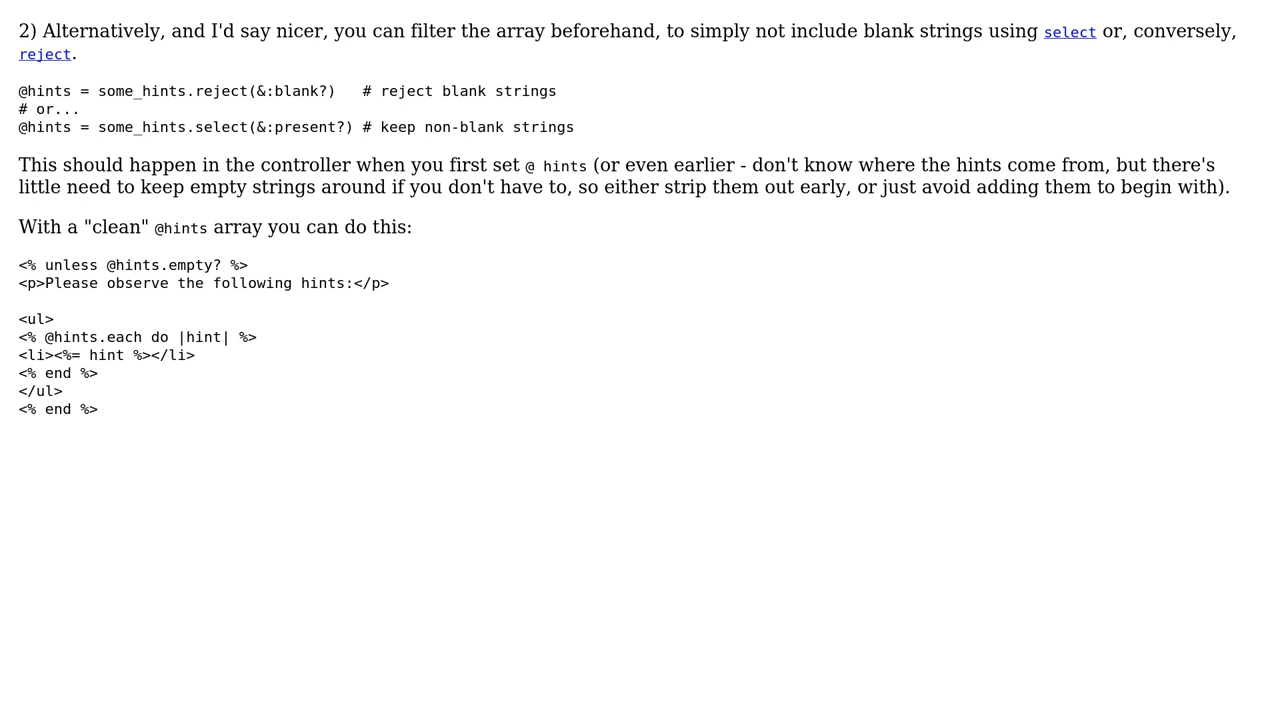 2) Alternatively, and I'd say nicer, you can filter the array beforehand, to simply not include blank strings using select or, conversely,
reject.
@hints = some_hints.reject(&:blank?)   # reject blank strings
# or...
@hints = some_hints.select(&:present?) # keep non-blank strings
This should happen in the controller when you first set @ hints (or even earlier - don't know where the hints come from, but there's
little need to keep empty strings around if you don't have to, so either strip them out early, or just avoid adding them to begin with).
With a "clean" @hints array you can do this:
<% unless @hints.empty? %>
<p>Please observe the following hints:</p>
<ul>
<% @hints.each do |hint| %>
<li><%= hint %></li>
<% end %>
</ul>
<% end %>